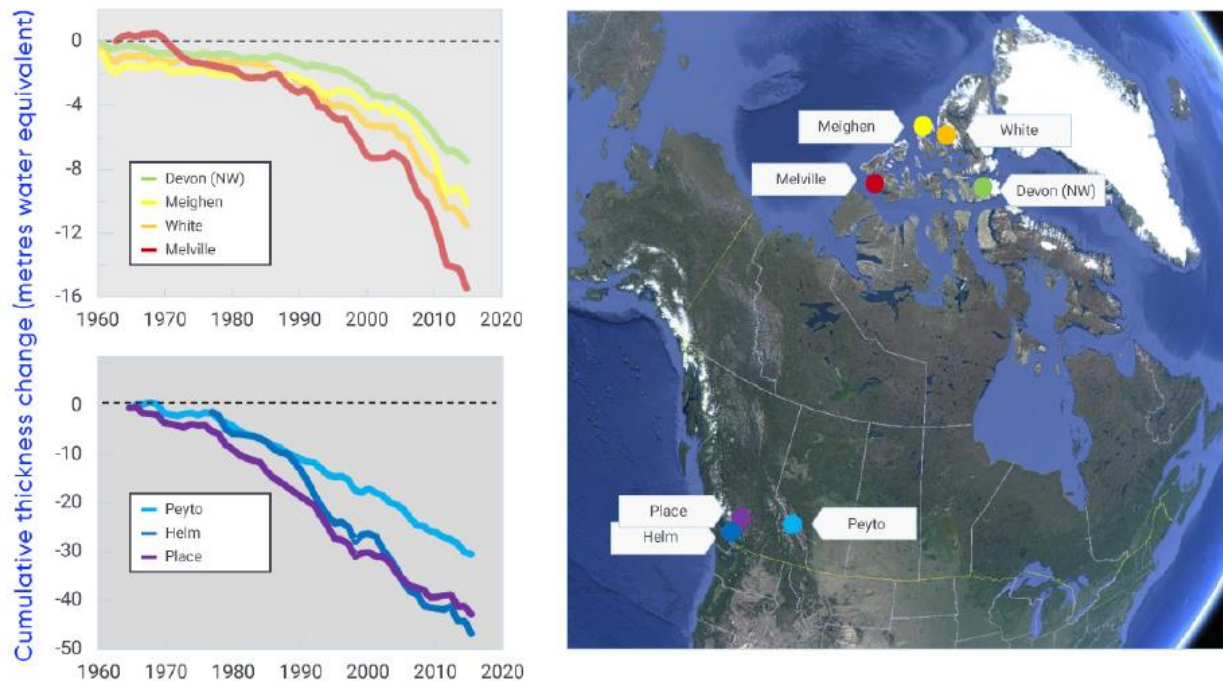 Cumulative thickness change (metres water equivalent)
0
-4
-8
-12
-16
Devon (NW)
Meighen
White
Melville
1960 1970 1980 1990 2000 2010 2020
0
-10
-20
-30
-40
-50
Peyto
Helm
Place
1960 1970 1980 1990 2000 2010 2020
Meighen
White
Melville
Devon (NW)
Place
Helm
Peyto